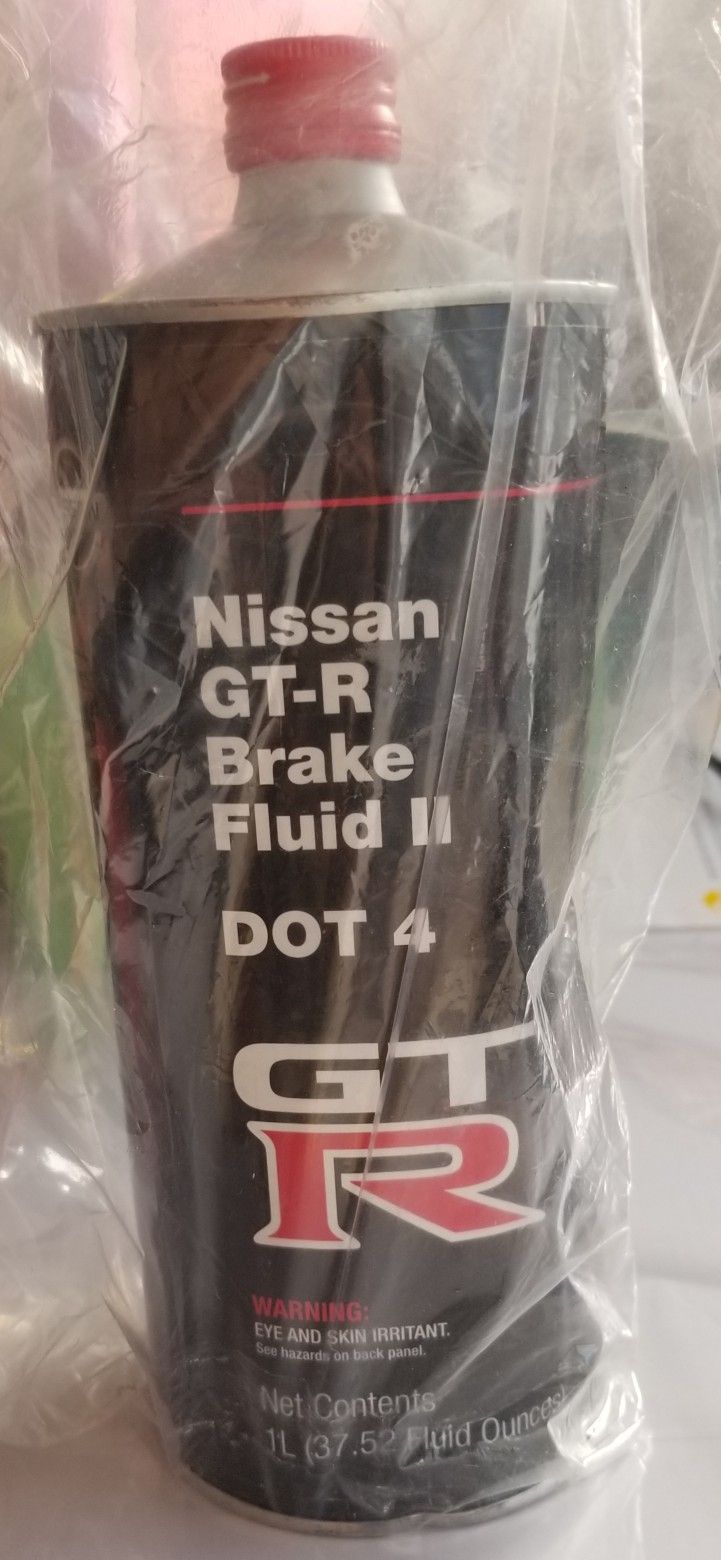 Nissan
GT-R
Brake
Fluid II
DOT 4
GT
R
WARNING:
EYE AND SKIN IRRITANT.
See hazards on back panel.
Net Contents
1L (37.52 Fluid Ounces)